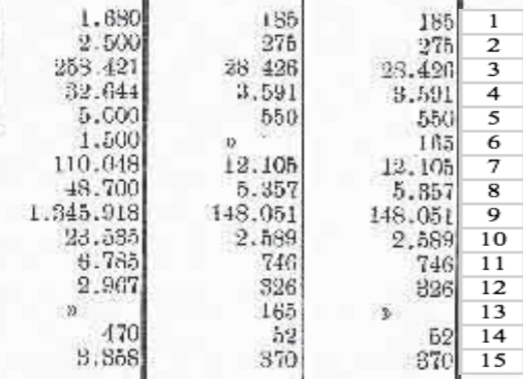 1.680 185 185 1
2.500 275 275 2
258.421 28 426 28.426 3
32.644 3.591 3.591 4
5.000 550 550 5
1.500 » 165 6
110.048 12.105 12.105 7
48.700 5.357 5.357 8
1.345.918 148.051 148.051 9
23.535 2.589 2.589 10
6.785 746 746 11
2.967 326 326 12
» 165 » 13
470 52 52 14
3.358 370 370 15